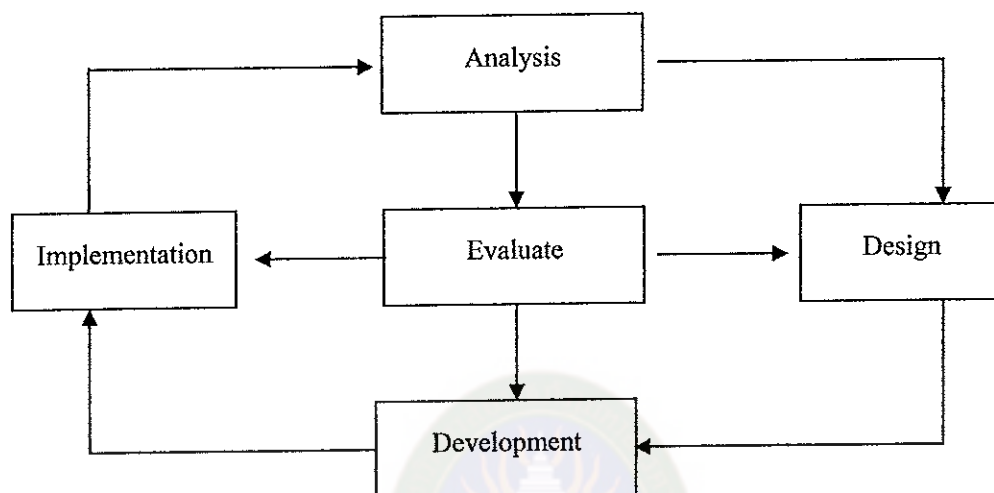 Analysis
Implementation
Evaluate
Design
Development